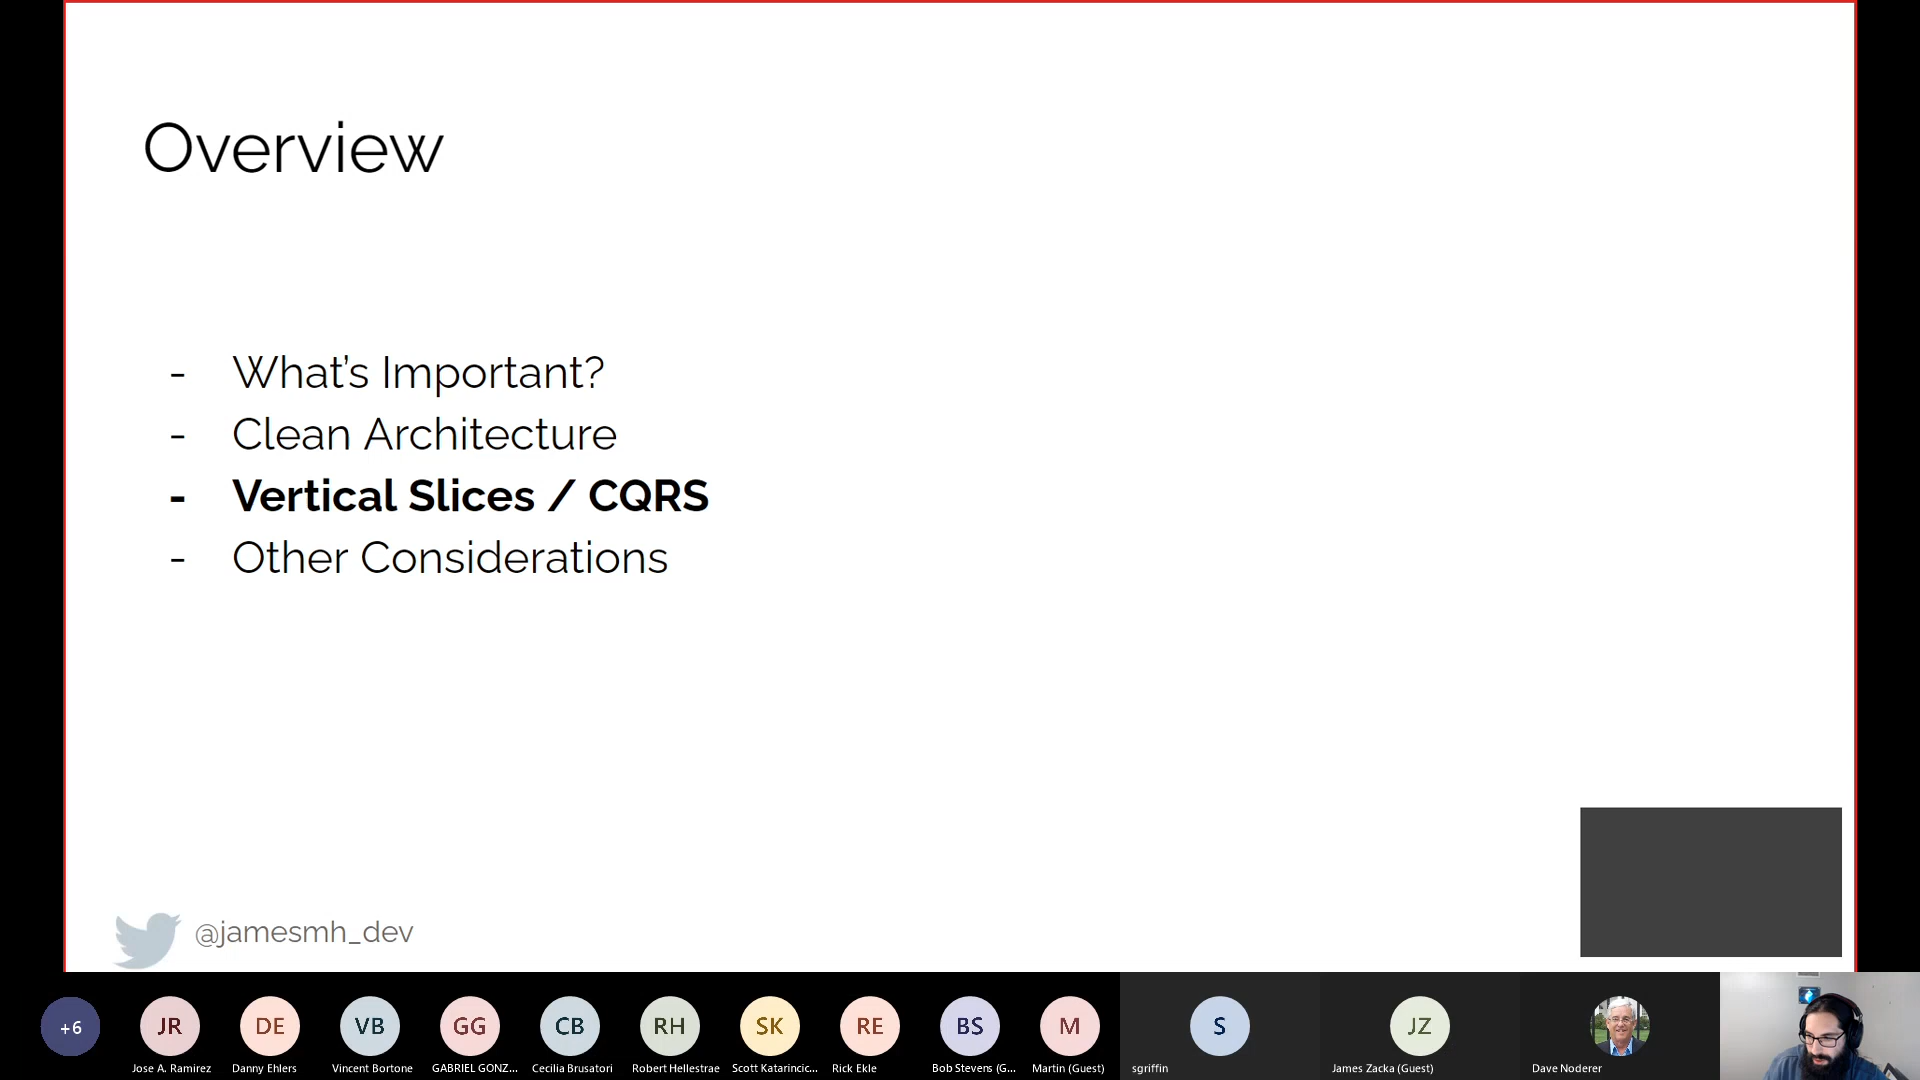 Overview
- What's Important?
- Clean Architecture
- Vertical Slices / CQRS
- Other Considerations
@jamesmh_dev
+6
JR
DE
VB
GG
CB
RH
SK
RE
BS
M
S
JZ
Jose A. Ramirez
Danny Ehlers
Vincent Bortone
GABRIEL GONZ...
Cecilia Brusatori
Robert Hellestrae
Scott Katarincic...
Rick Ekle
Bob Stevens (G...
Martin (Guest)
sgriffin
James Zacka (Guest)
Dave Noderer